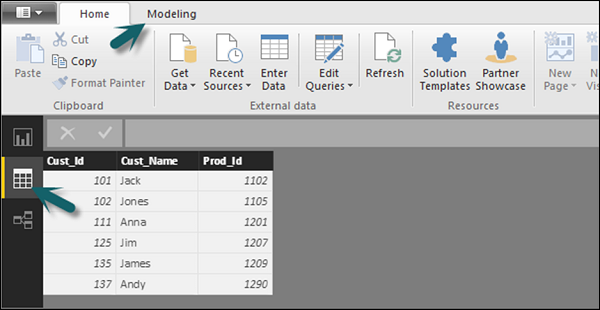 Home Modeling
Cut
Copy
Format Painter
Paste
Clipboard
Get Data
Recent Sources
Enter Data
Edit Queries
Refresh
External data
Solution Templates
Partner Showcase
Resources
New Page
New
Cust_Id Cust_Name Prod_Id
101 Jack 1102
102 Jones 1105
111 Anna 1201
125 Jim 1207
135 James 1209
137 Andy 1290